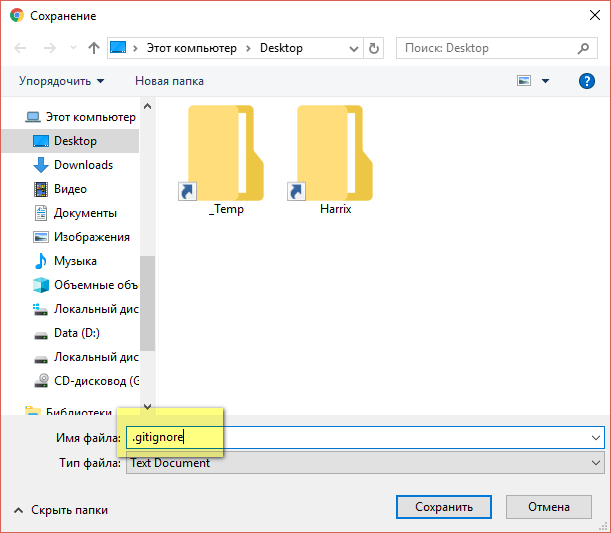 Сохранение
Этот компьютер
Desktop
Поиск: Desktop
Упорядочить
Новая папка
Этот компьютер
Desktop
Downloads
Видео
Документы
Изображения
Музыка
Объемные объ
Локальный дис
Data (D:)
Локальный дис
CD-дисковод (G
Библиотеки
_Temp
Harrix
Имя файла:
.gitignore
Тип файла:
Text Document
Скрыть папки
Сохранить
Отмена